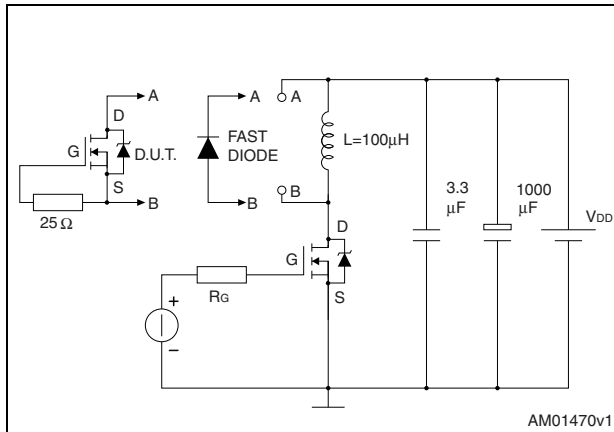 A
A
A
D
FAST
DIODE
L=100µH
G
D.U.T.
S
B
B
B
25 Ω
3.3
µF
1000
µF
VDD
D
G
S
RG
+
–
AM01470v1